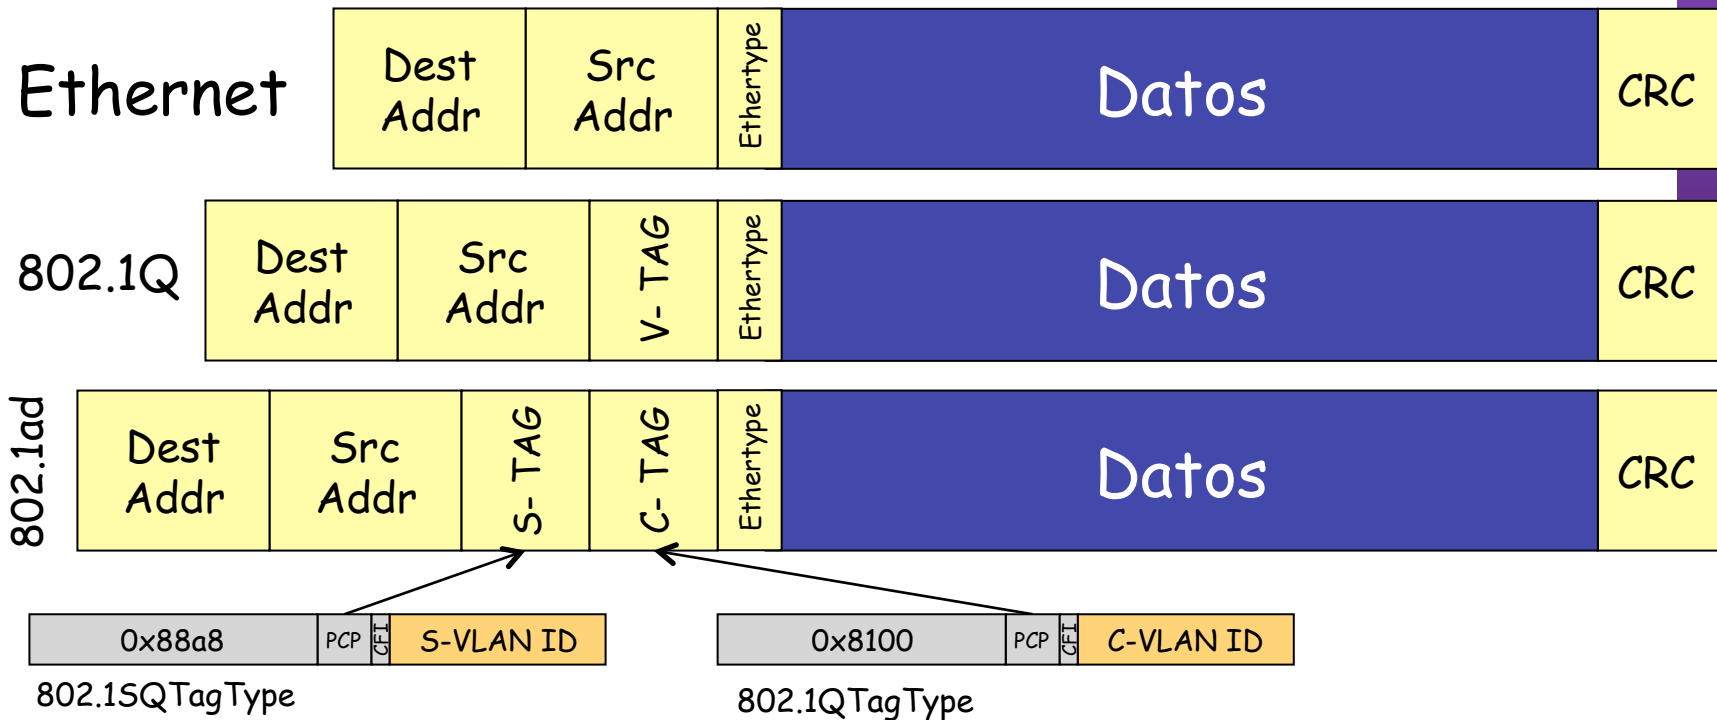 Ethernet
Dest
Addr
Src
Addr
Ethertype
Datos
CRC
802.1Q
Dest
Addr
Src
Addr
V- TAG
Ethertype
Datos
CRC
802.1ad
Dest
Addr
Src
Addr
S- TAG
C- TAG
Ethertype
Datos
CRC
0x88a8
PCP
CFI
S-VLAN ID
0x8100
PCP
CFI
C-VLAN ID
802.1SQTagType
802.1QTagType